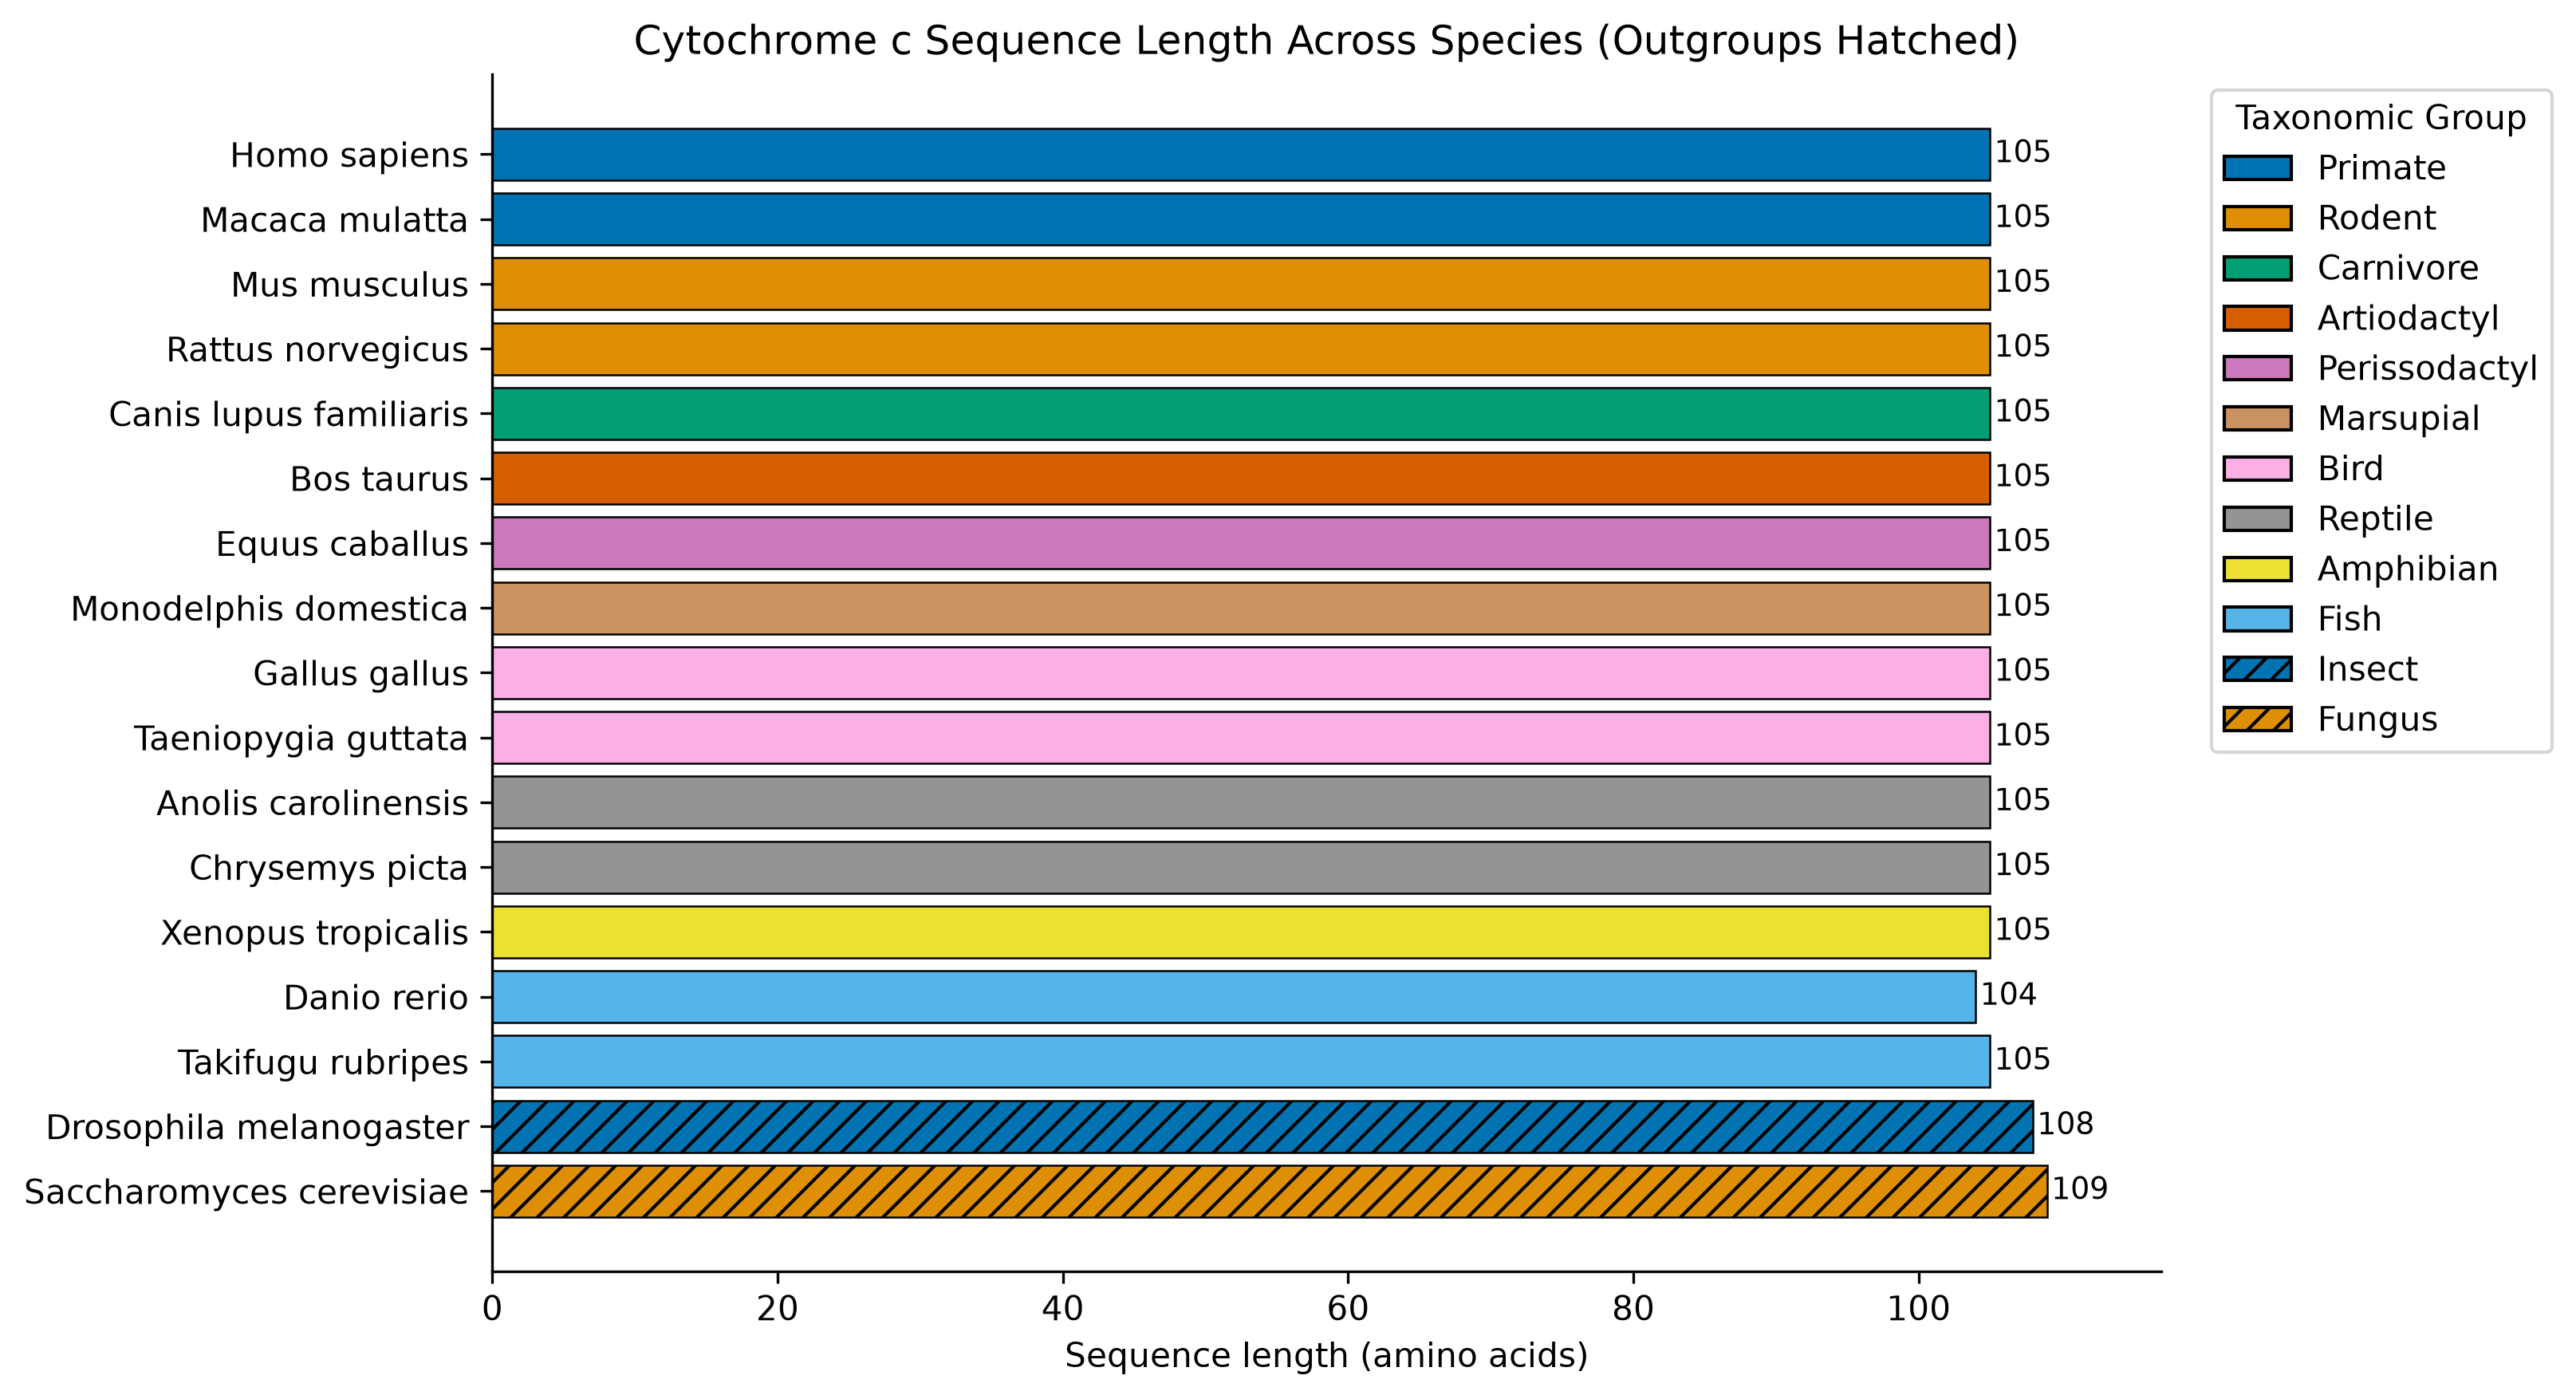 Cytochrome c Sequence Length Across Species (Outgroups Hatched)
Homo sapiens 105
Macaca mulatta 105
Mus musculus 105
Rattus norvegicus 105
Canis lupus familiaris 105
Bos taurus 105
Equus caballus 105
Monodelphis domestica 105
Gallus gallus 105
Taeniopygia guttata 105
Anolis carolinensis 105
Chrysemys picta 105
Xenopus tropicalis 105
Danio rerio 104
Takifugu rubripes 105
Drosophila melanogaster 108
Saccharomyces cerevisiae 109
0 20 40 60 80 100
Sequence length (amino acids)
Taxonomic Group
Primate
Rodent
Carnivore
Artiodactyl
Perissodactyl
Marsupial
Bird
Reptile
Amphibian
Fish
Insect
Fungus